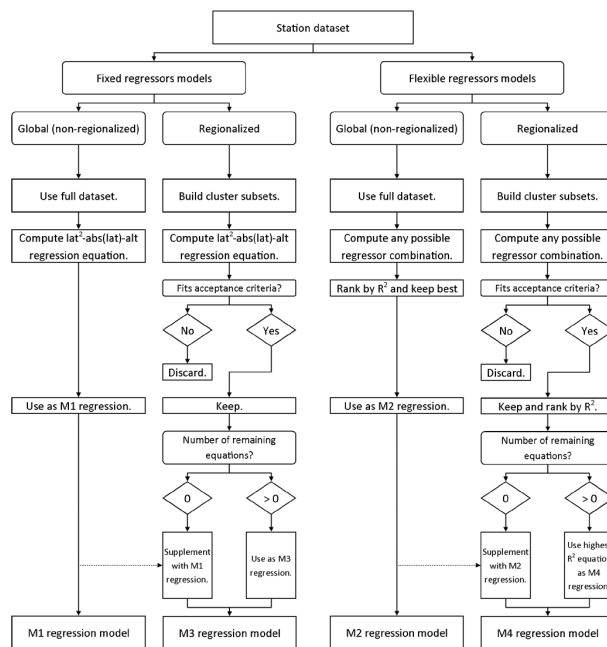 Station dataset
Fixed regressors models
Flexible regressors models
Global (non-regionalized)
Regionalized
Global (non-regionalized)
Regionalized
Use full dataset.
Build cluster subsets.
Use full dataset.
Build cluster subsets.
Compute lat²-abs(lat)-alt
regression equation.
Compute lat²-abs(lat)-alt
regression equation.
Compute any possible
regressor combination.
Compute any possible
regressor combination.
Fits acceptance criteria?
Rank by R² and keep best
Fits acceptance criteria?
No
Yes
No
Yes
Discard.
Discard.
Use as M1 regression.
Keep.
Use as M2 regression.
Keep and rank by R².
Number of remaining
equations?
Number of remaining
equations?
0
> 0
0
> 0
Supplement
with M1
regression.
Use as M3
regression.
Supplement
with M2
regression.
Use highes
R² equation
as M4
regression
M1 regression model
M3 regression model
M2 regression model
M4 regression model